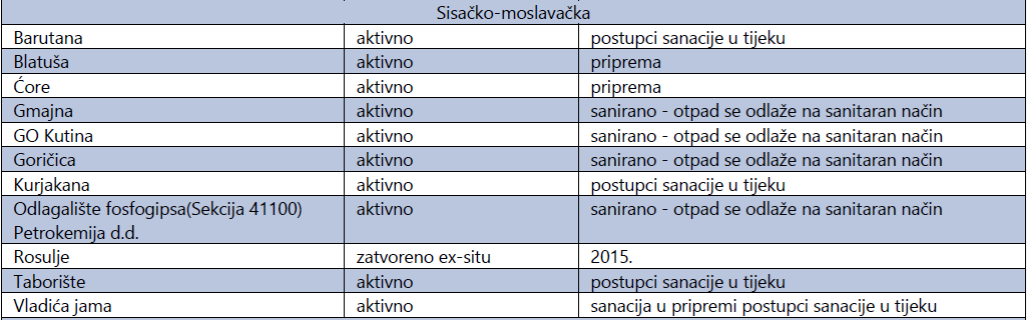 Sisačko-moslavačka
Barutana aktivno postupci sanacije u tijeku
Blatuša aktivno priprema
Ćore aktivno priprema
Gmajna aktivno sanirano - otpad se odlaže na sanitaran način
GO Kutina aktivno sanirano - otpad se odlaže na sanitaran način
Goričica aktivno sanirano - otpad se odlaže na sanitaran način
Kurjakana aktivno postupci sanacije u tijeku
Odlagalište fosfogipsa(Sekcija 41100) aktivno sanirano - otpad se odlaže na sanitaran način
Petrokemija d.d.
Rosulje zatvoreno ex-situ 2015.
Taborište aktivno postupci sanacije u tijeku
Vladića jama aktivno sanacija u pripremi postupci sanacije u tijeku